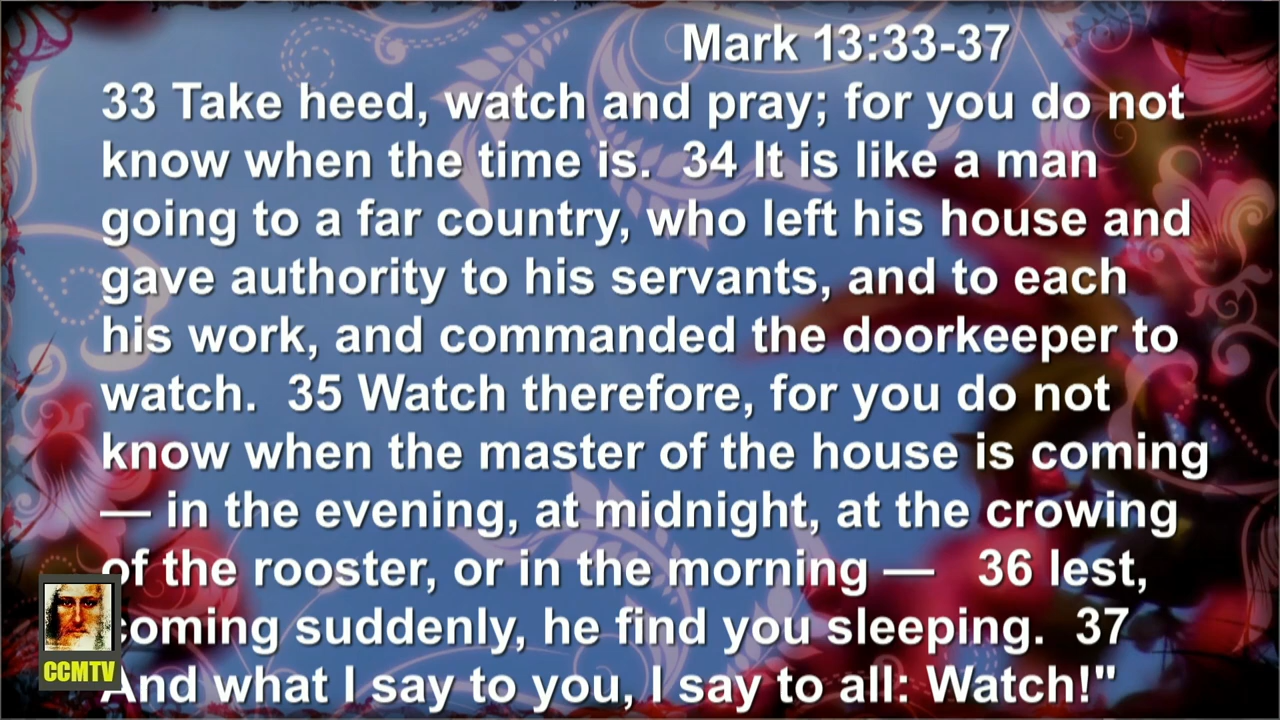 Mark 13:33-37
33 Take heed, watch and pray; for you do not
know when the time is. 34 It is like a man
going to a far country, who left his house and
gave authority to his servants, and to each
his work, and commanded the doorkeeper to
watch. 35 Watch therefore, for you do not
know when the master of the house is coming
— in the evening, at midnight, at the crowing
of the rooster, or in the morning — 36 lest,
coming suddenly, he find you sleeping. 37
And what I say to you, I say to all: Watch!"
CCMTV